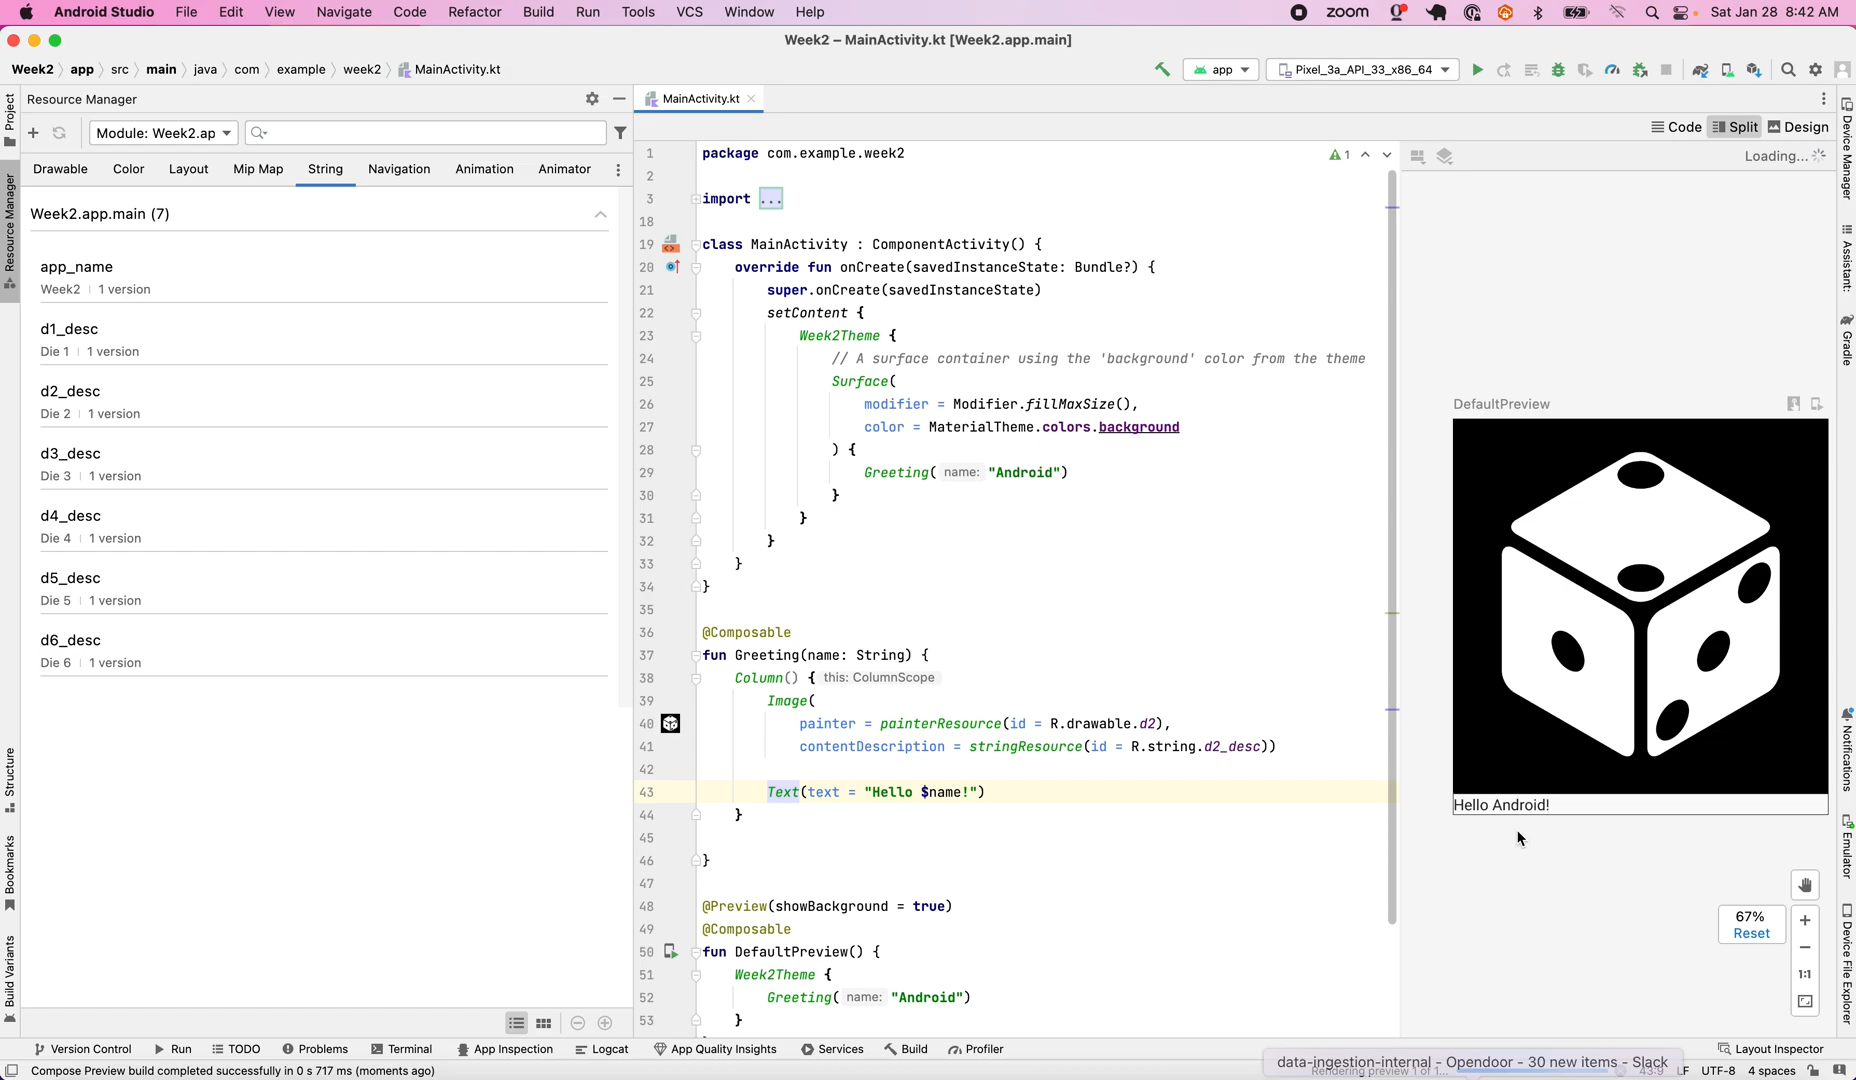 Android Studio File Edit View Navigate Code Refactor Build Run Tools VCS Window Help zoom Sat Jan 28 8:42 AM
Week2 – MainActivity.kt [Week2.app.main]
Week2 app src main java com example week2 MainActivity.kt app Pixel_3a_API_33_x86_64
Resource Manager
MainActivity.kt
Module: Week2.ap
Code Split Design
Drawable Color Layout Mip Map String Navigation Animation Animator
Loading...
Week2.app.main (7)
app_name
Week2 | 1 version
d1_desc
Die 1 | 1 version
d2_desc
Die 2 | 1 version
d3_desc
Die 3 | 1 version
d4_desc
Die 4 | 1 version
d5_desc
Die 5 | 1 version
d6_desc
Die 6 | 1 version
1 package com.example.week2 1
2
3 import ...
18
19 class MainActivity : ComponentActivity() {
20 override fun onCreate(savedInstanceState: Bundle?) {
21 super.onCreate(savedInstanceState)
22 setContent {
23 Week2Theme {
24 // A surface container using the 'background' color from the theme
25 Surface(
26 modifier = Modifier.fillMaxSize(),
27 color = MaterialTheme.colors.background
28 ) {
29 Greeting( name: "Android")
30 }
31 }
32 }
33 }
34 }
35
36 @Composable
37 fun Greeting(name: String) {
38 Column() { this: ColumnScope
39 Image(
40 painter = painterResource(id = R.drawable.d2),
41 contentDescription = stringResource(id = R.string.d2_desc))
42
43 Text(text = "Hello $name!")
44 }
45
46 }
47
48 @Preview(showBackground = true)
49 @Composable
50 fun DefaultPreview() {
51 Week2Theme {
52 Greeting( name: "Android")
53 }
DefaultPreview
Hello Android!
67%
Reset
1:1
Project
Resource Manager
Structure
Bookmarks
Build Variants
Device Manager
Assistant:
Gradle
Notifications
Emulator
Device File Explorer
Version Control Run TODO Problems Terminal App Inspection Logcat App Quality Insights Services Build Profiler Layout Inspector
data-ingestion-internal - Opendoor - 30 new items - Slack
Compose Preview build completed successfully in 0 s 717 ms (moments ago) Rendering preview 1 of 1... 43:9 LF UTF-8 4 spaces